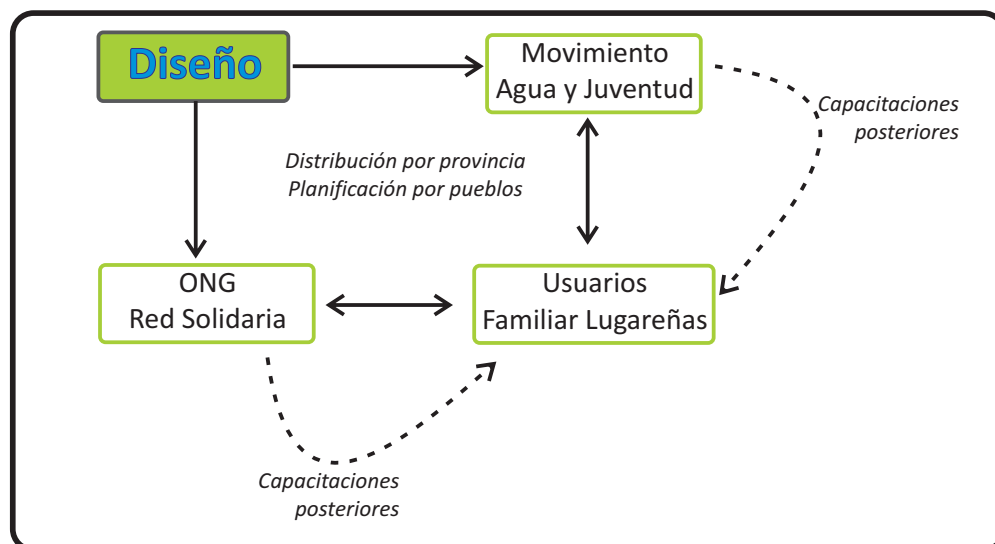 Diseño
Movimiento
Agua y Juventud
Capacitaciones
posteriores
Distribución por provincia
Planificación por pueblos
ONG
Red Solidaria
Usuarios
Familiar Lugareñas
Capacitaciones
posteriores